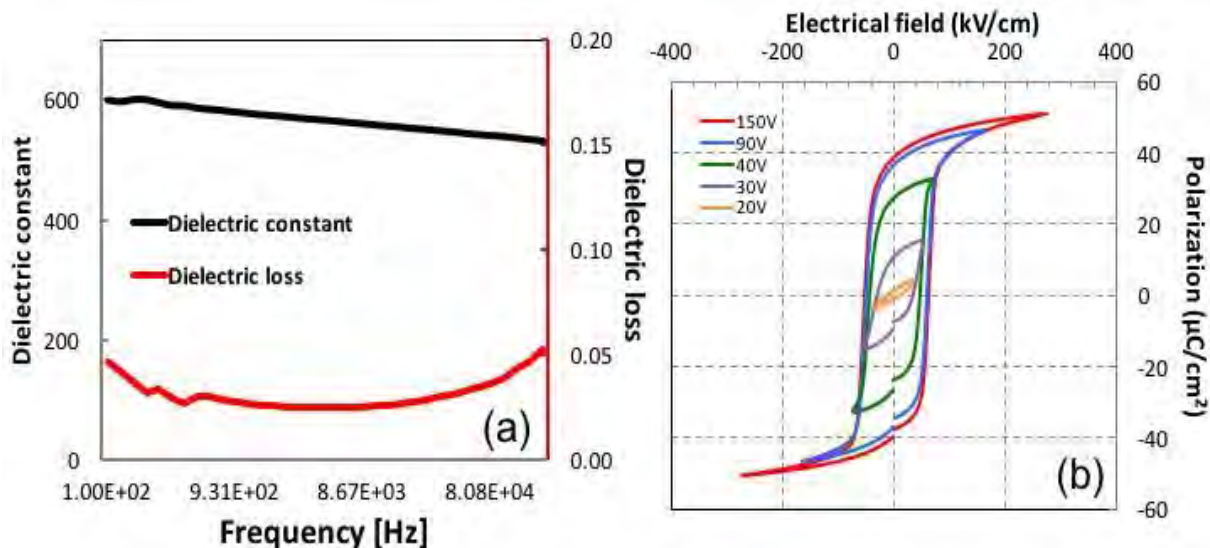 Dielectric constant
600
400
200
0
Dielectric constant
Dielectric loss
(a)
0.20
0.15
0.10
0.05
0.00
Dielectric loss
1.00E+02 9.31E+02 8.67E+03 8.08E+04
Frequency [Hz]
Electrical field (kV/cm)
-400 -200 0 200 400
150V
90V
40V
30V
20V
60
40
20
0
-20
-40
-60
Polarization (μC/cm²)
(b)